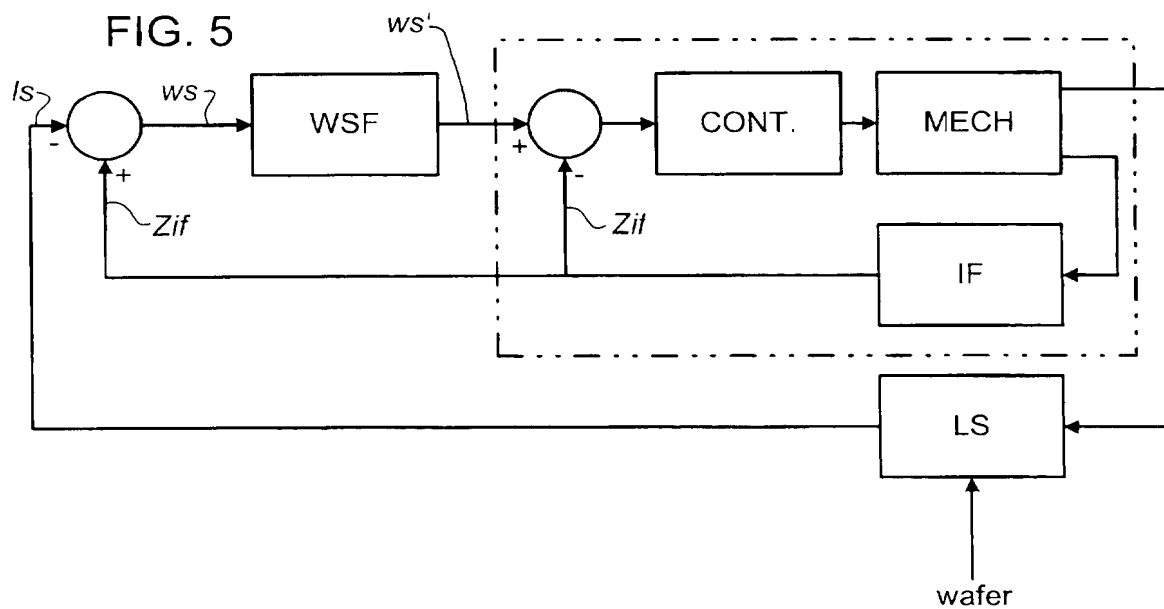 FIG. 5
ws'
ls
ws
WSF
CONT.
MECH
-
+
+
-
Zif
Zif
IF
LS
wafer